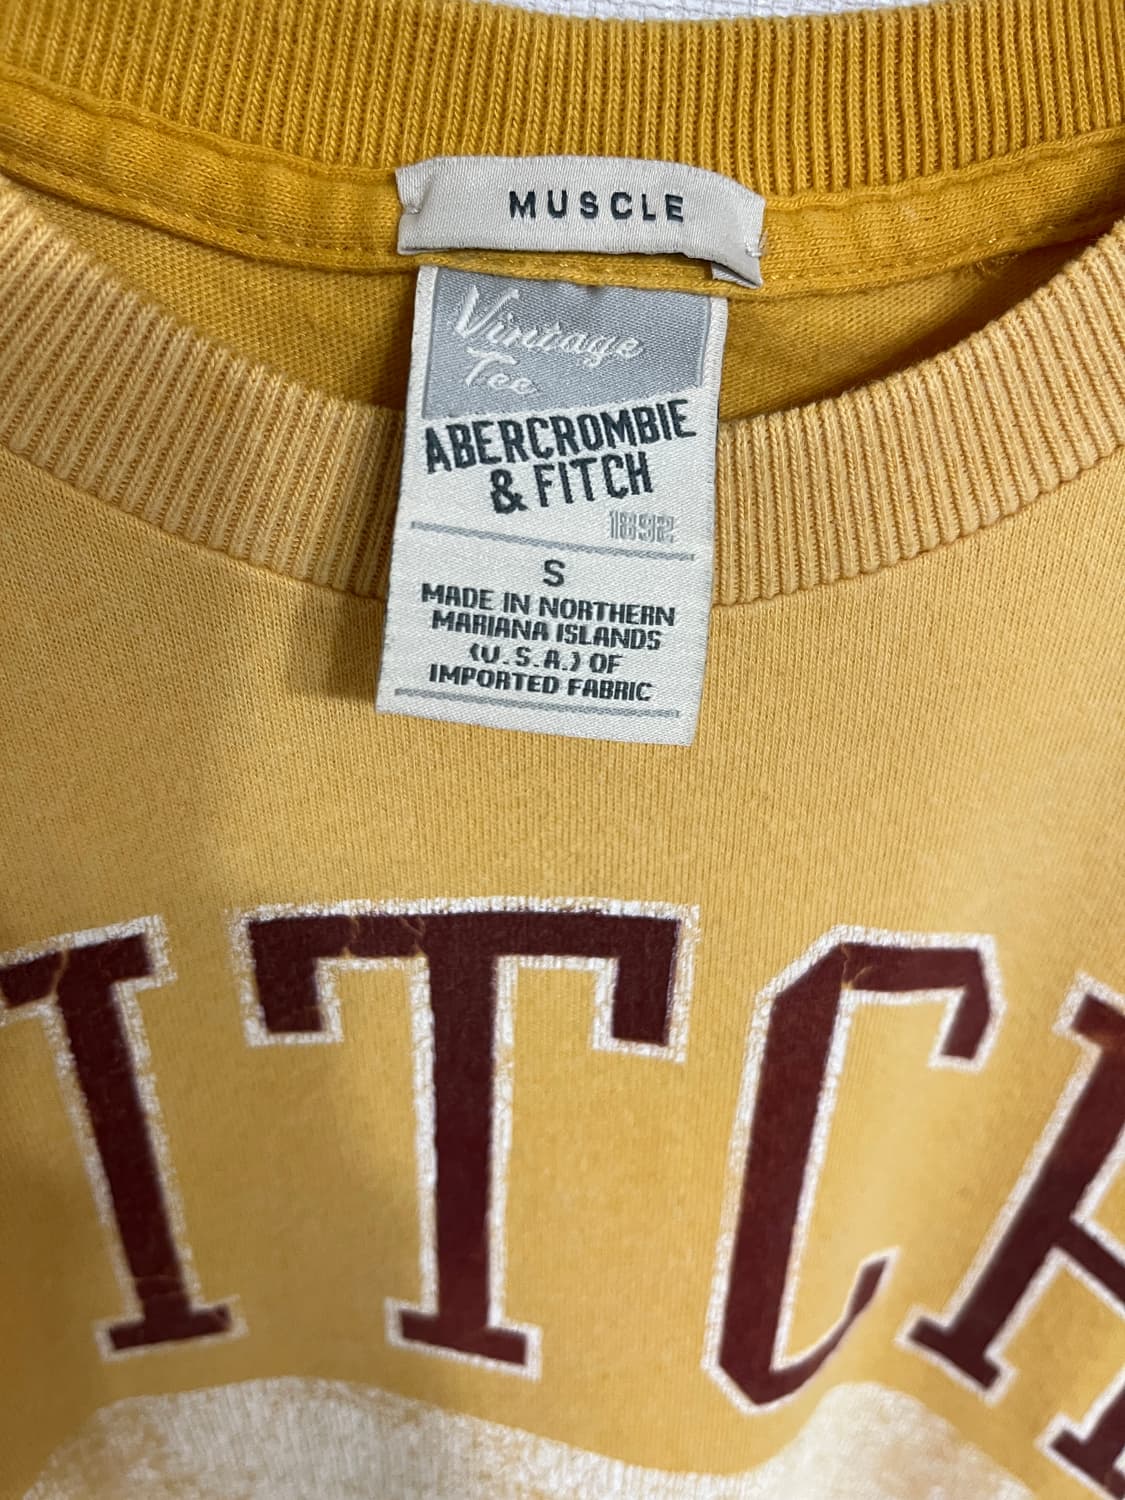 MUSCLE
Vintage
Tee
ABERCROMBIE
& FITCH
1892
S
MADE IN NORTHERN
MARIANA ISLANDS
(U.S.A.) OF
IMPORTED FABRIC
ITCH